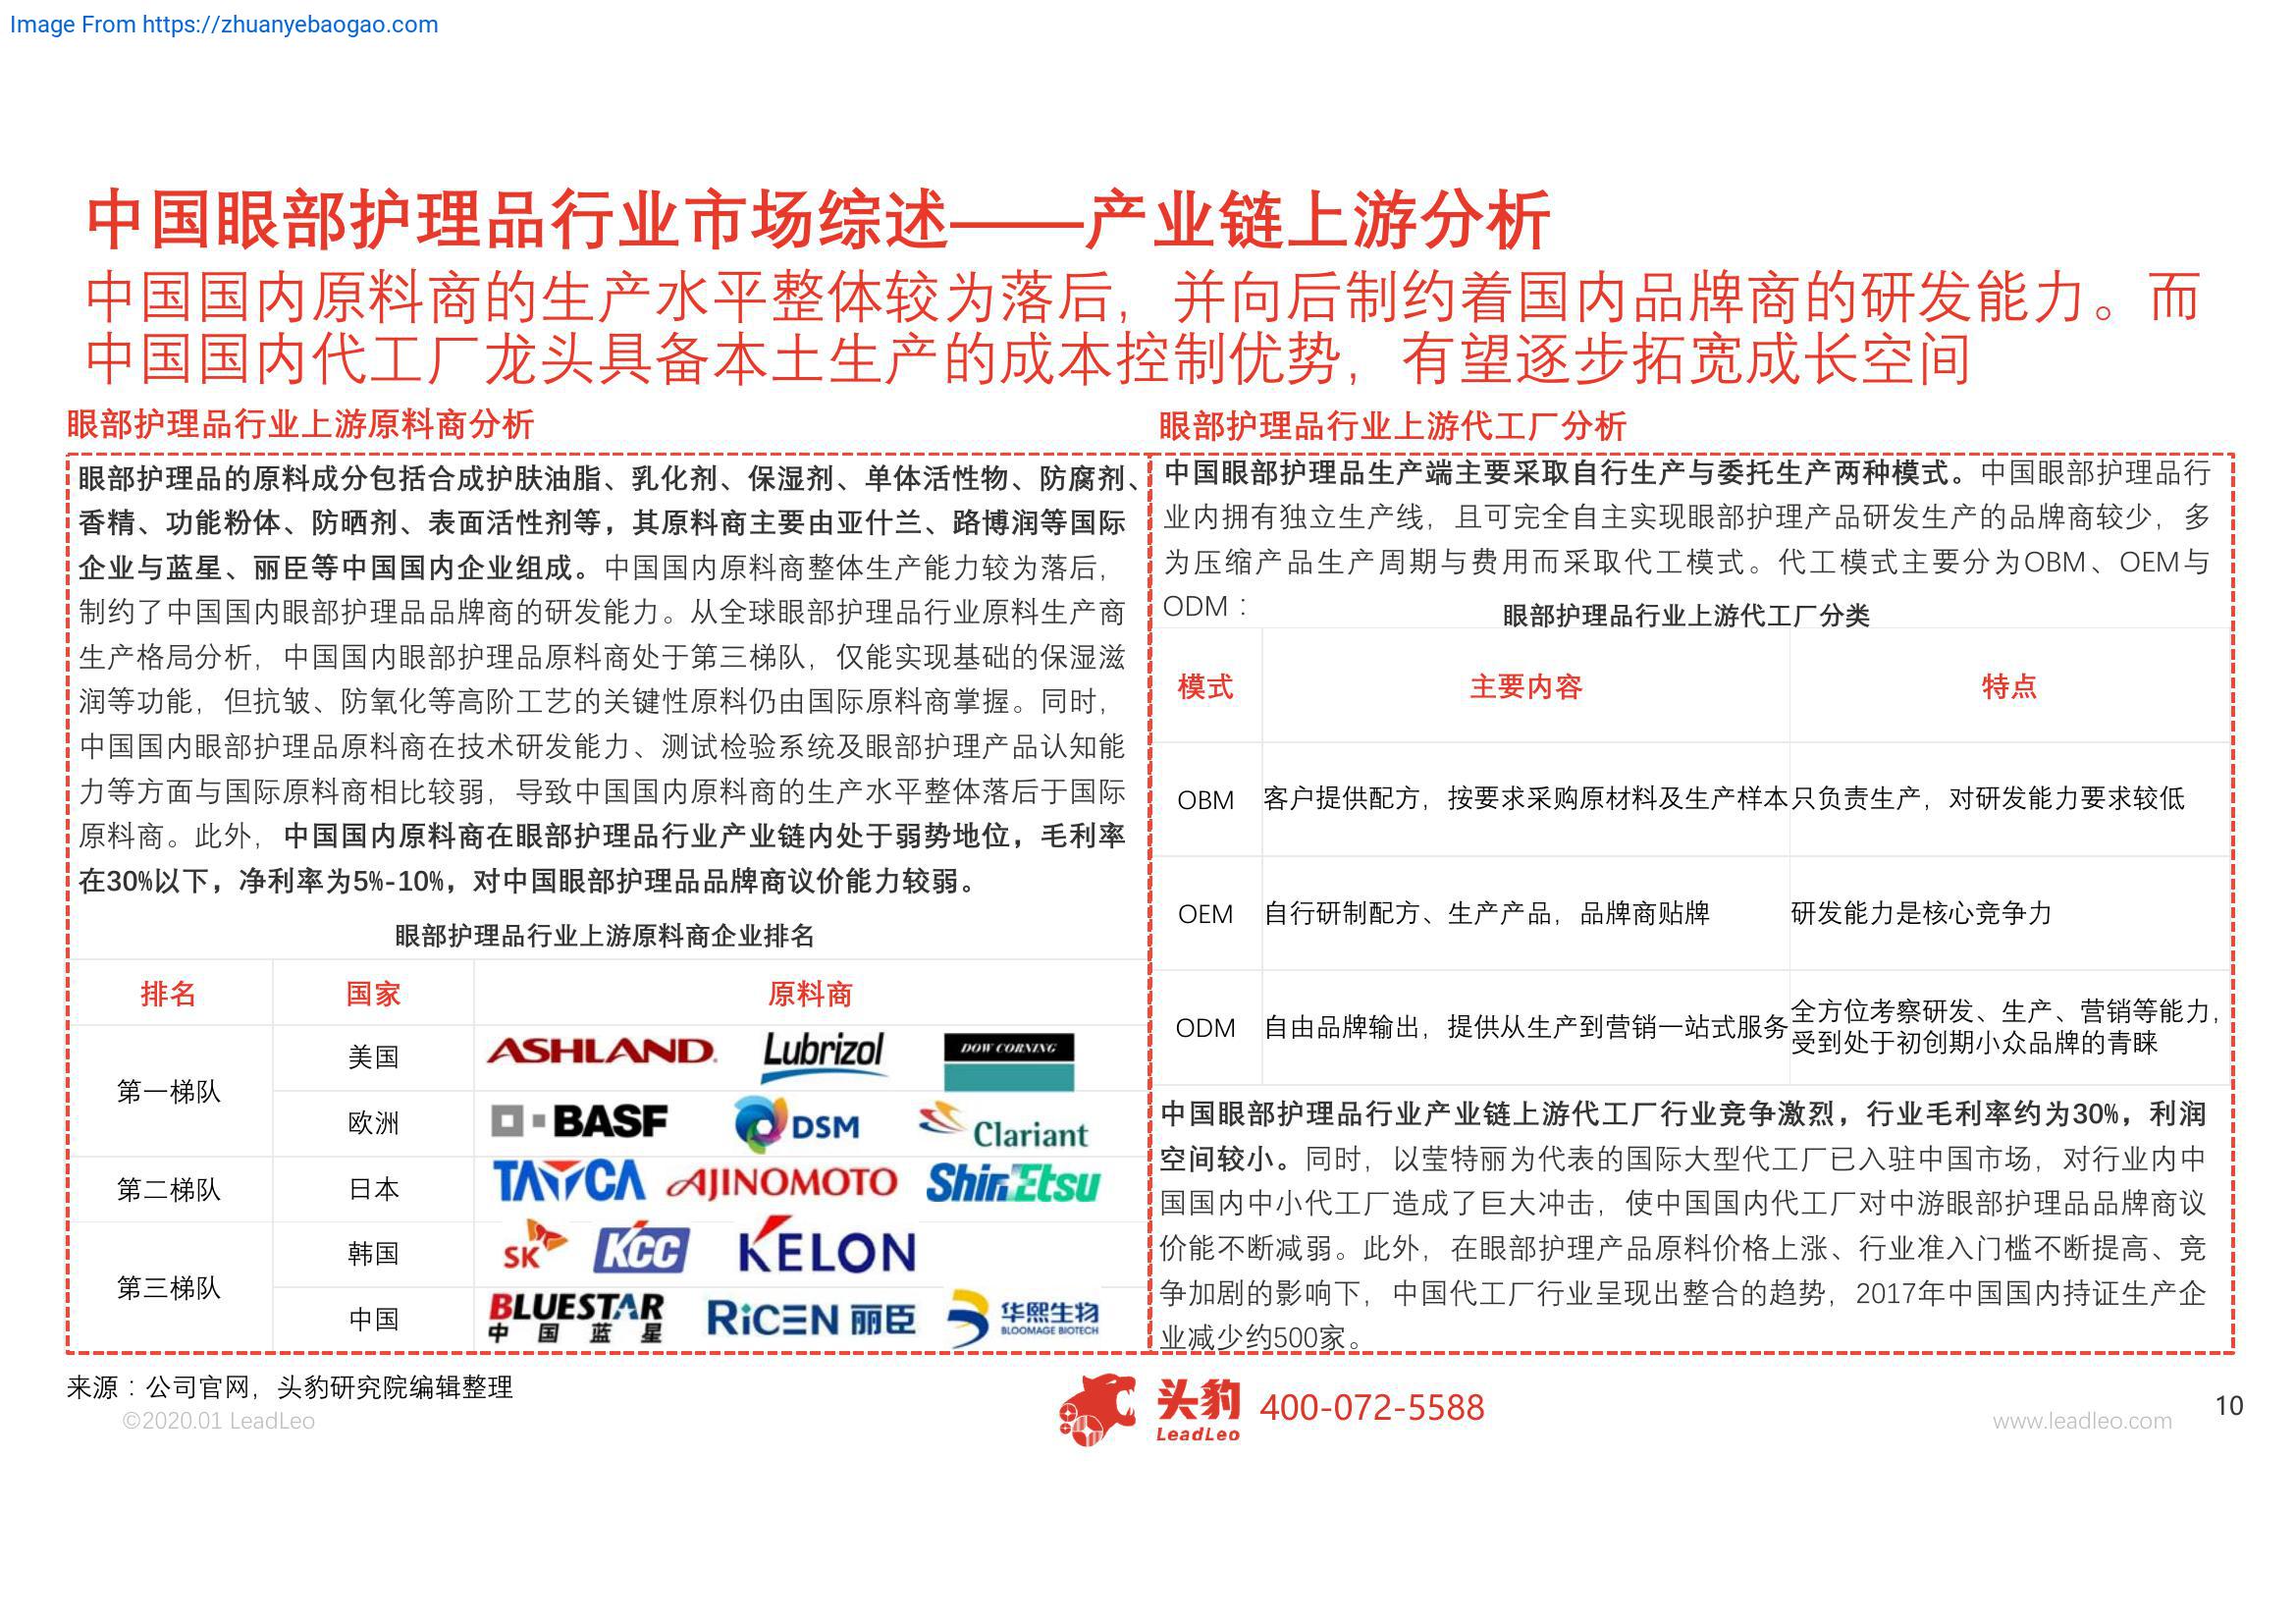 Image From https://zhuanyebaogao.com
中国眼部护理品行业市场综述——产业链上游分析
中国国内原料商的生产水平整体较为落后，并向后制约着国内品牌商的研发能力。而
中国国内代工厂龙头具备本土生产的成本控制优势，有望逐步拓宽成长空间
眼部护理品行业上游原料商分析
眼部护理品的原料成分包括合成护肤油脂、乳化剂、保湿剂、单体活性物、防腐剂、
香精、功能粉体、防晒剂、表面活性剂等，其原料商主要由亚什兰、路博润等国际
企业与蓝星、丽臣等中国国内企业组成。中国国内原料商整体生产能力较为落后，
制约了中国国内眼部护理品品牌商的研发能力。从全球眼部护理品行业原料生产商
生产格局分析，中国国内眼部护理品原料商处于第三梯队，仅能实现基础的保湿滋
润等功能，但抗皱、防氧化等高阶工艺的关键性原料仍由国际原料商掌握。同时，
中国国内眼部护理品原料商在技术研发能力、测试检验系统及眼部护理产品认知能
力等方面与国际原料商相比较弱，导致中国国内原料商的生产水平整体落后于国际
原料商。此外，中国国内原料商在眼部护理品行业产业链内处于弱势地位，毛利率
在30%以下，净利率为5%-10%，对中国眼部护理品品牌商议价能力较弱。
眼部护理品行业上游原料商企业排名
排名 国家 原料商
第一梯队
美国 ASHLAND Lubrizol DOW CORNING
欧洲 BASF DSM Clariant
第二梯队 日本 TAYCA AJINOMOTO ShinEtsu
第三梯队
韩国 SK KCC KELON
中国 BLUESTAR 中国蓝星 RiCEN 丽臣 华熙生物 BLOOMAGE BIOTECH
眼部护理品行业上游代工厂分析
中国眼部护理品生产端主要采取自行生产与委托生产两种模式。中国眼部护理品行
业内拥有独立生产线，且可完全自主实现眼部护理产品研发生产的品牌商较少，多
为压缩产品生产周期与费用而采取代工模式。代工模式主要分为OBM、OEM与
ODM：
眼部护理品行业上游代工厂分类
模式 主要内容 特点
OBM 客户提供配方，按要求采购原材料及生产样本 只负责生产，对研发能力要求较低
OEM 自行研制配方、生产产品，品牌商贴牌 研发能力是核心竞争力
ODM 自由品牌输出，提供从生产到营销一站式服务 全方位考察研发、生产、营销等能力，
受到处于初创期小众品牌的青睐
中国眼部护理品行业产业链上游代工厂行业竞争激烈，行业毛利率约为30%，利润
空间较小。同时，以莹特丽为代表的国际大型代工厂已入驻中国市场，对行业内中
国国内中小代工厂造成了巨大冲击，使中国国内代工厂对中游眼部护理品品牌商议
价能不断减弱。此外，在眼部护理产品原料价格上涨、行业准入门槛不断提高、竞
争加剧的影响下，中国代工厂行业呈现出整合的趋势，2017年中国国内持证生产企
业减少约500家。
来源：公司官网，头豹研究院编辑整理
©2020.01 LeadLeo
头豹 LeadLeo 400-072-5588
www.leadleo.com
10